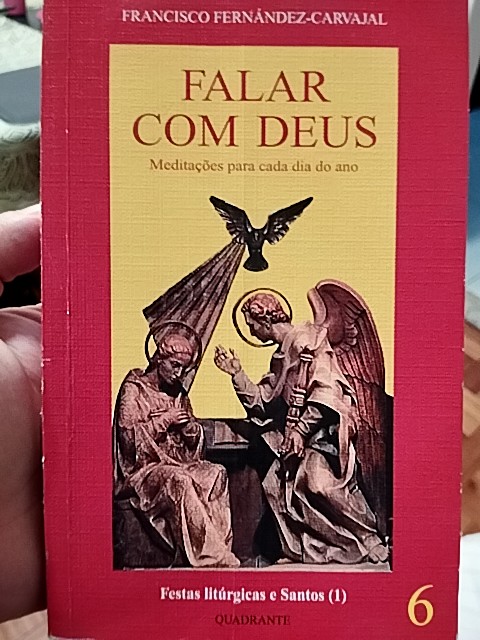 FRANCISCO FERNÁNDEZ-CARVAJAL
FALAR
COM DEUS
Meditações para cada dia do ano
Festas litúrgicas e Santos (1)
QUADRANTE
6